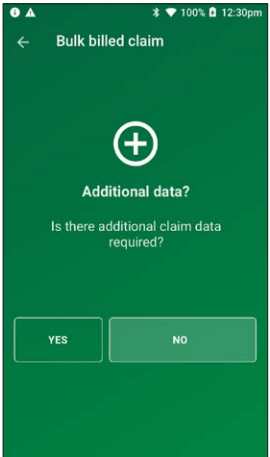 100% 12:30pm
Bulk billed claim
Additional data?
Is there additional claim data
required?
YES NO